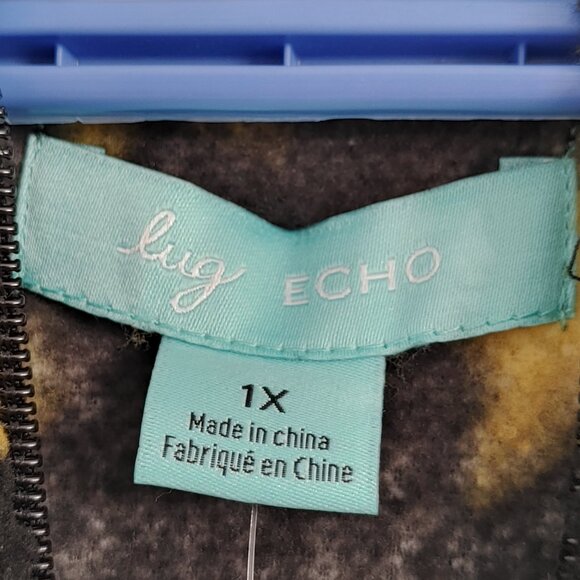 lug ECHO
1X
Made in china
Fabriqué en Chine